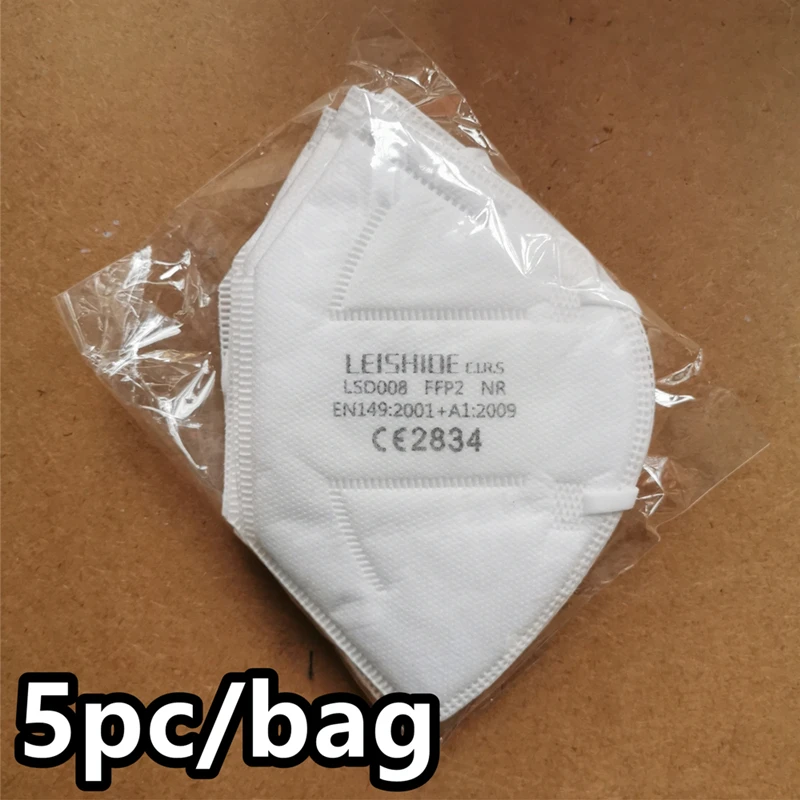 LEISHIDE C.I.R.S
LSD008 FFP2 NR
EN149:2001+A1:2009
CE2834
5pc/bag